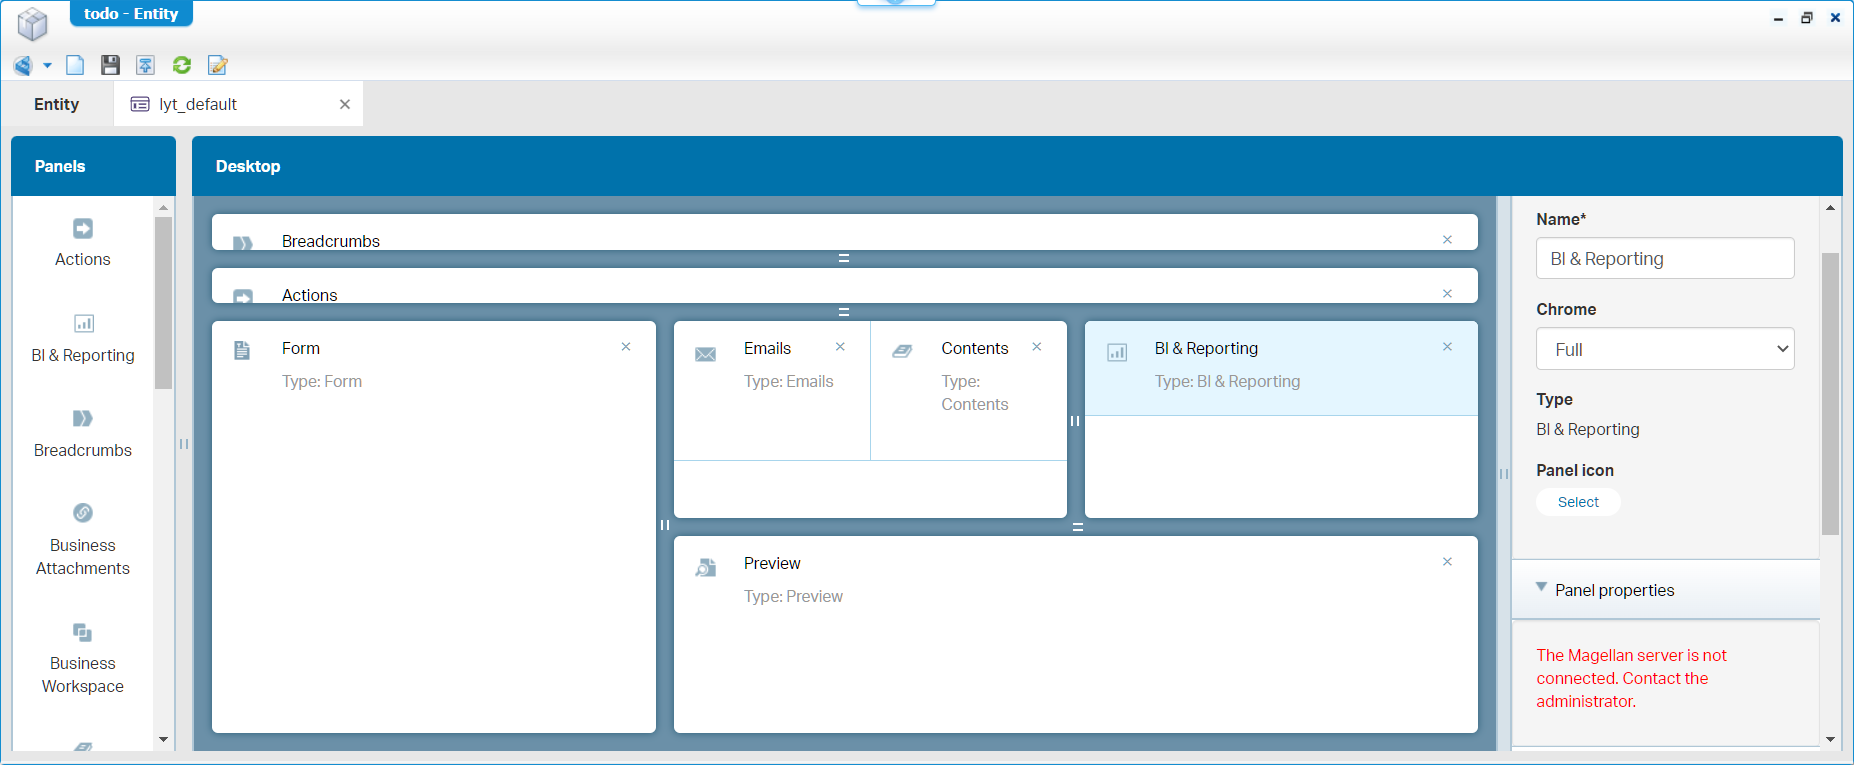 todo - Entity
Entity
lyt_default
Panels
Actions
BI & Reporting
Breadcrumbs
Business
Attachments
Business
Workspace
Desktop
Breadcrumbs
Actions
Form
Type: Form
Emails
Type: Emails
Contents
Type:
Contents
BI & Reporting
Type: BI & Reporting
Preview
Type: Preview
Name*
BI & Reporting
Chrome
Full
Type
BI & Reporting
Panel icon
Select
Panel properties
The Magellan server is not
connected. Contact the
administrator.